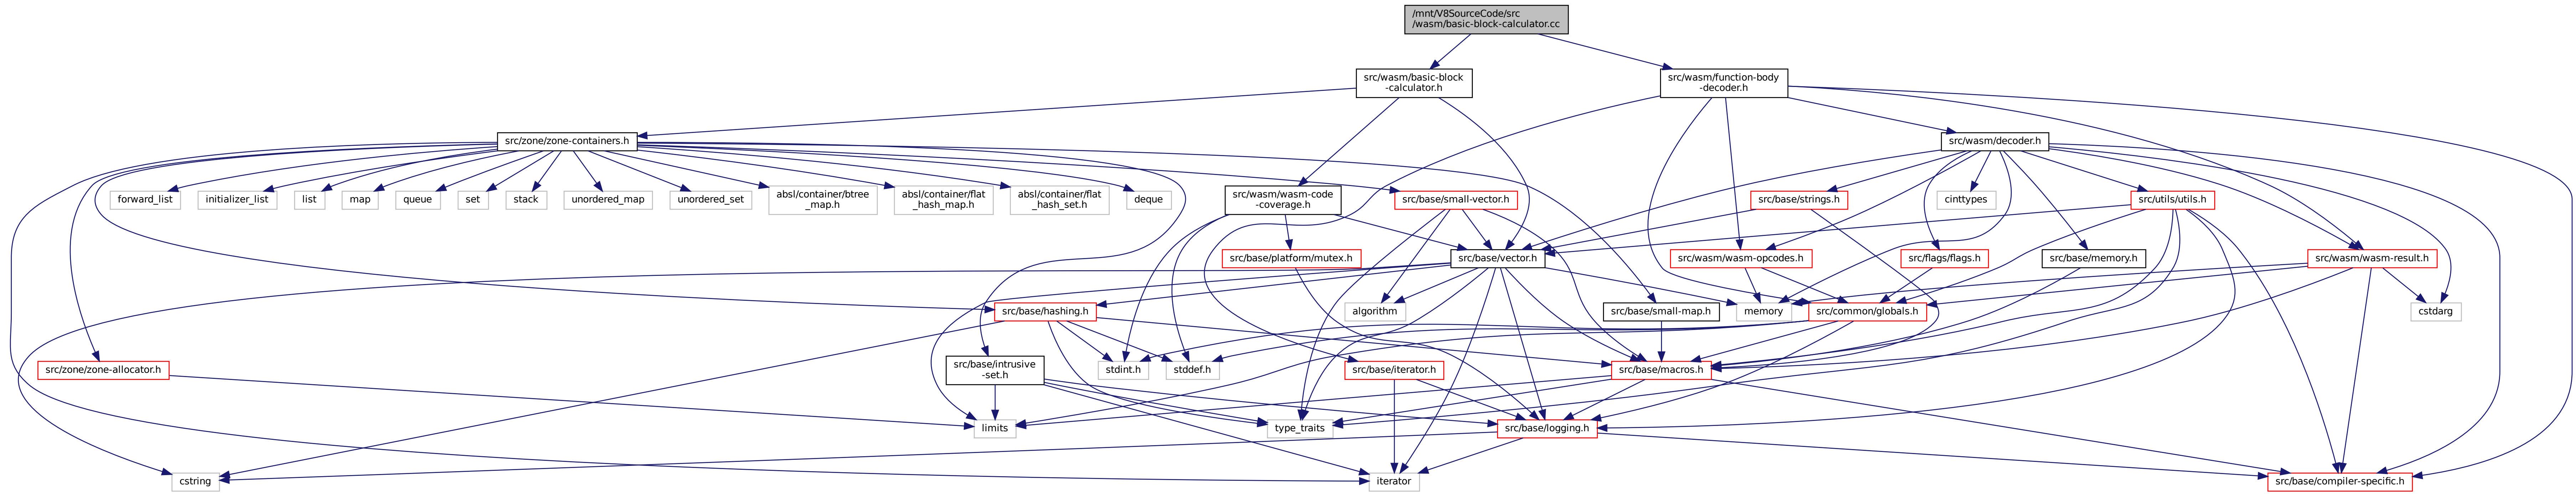 /mnt/V8SourceCode/src
/wasm/basic-block-calculator.cc
src/wasm/basic-block
-calculator.h
src/wasm/function-body
-decoder.h
src/zone/zone-containers.h
src/wasm/decoder.h
forward_list
initializer_list
list
map
queue
set
stack
unordered_map
unordered_set
absl/container/btree
_map.h
absl/container/flat
_hash_map.h
absl/container/flat
_hash_set.h
deque
src/wasm/wasm-code
-coverage.h
src/base/small-vector.h
src/base/strings.h
cinttypes
src/utils/utils.h
src/base/platform/mutex.h
src/base/vector.h
src/wasm/wasm-opcodes.h
src/flags/flags.h
src/base/memory.h
src/wasm/wasm-result.h
src/base/hashing.h
algorithm
src/base/small-map.h
memory
src/common/globals.h
cstdarg
src/zone/zone-allocator.h
src/base/intrusive
-set.h
stdint.h
stddef.h
src/base/iterator.h
src/base/macros.h
limits
type_traits
src/base/logging.h
cstring
iterator
src/base/compiler-specific.h